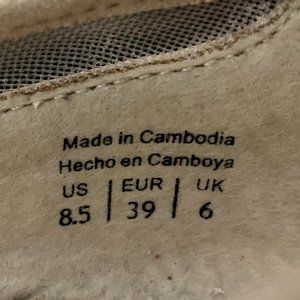 Made in Cambodia
Hecho en Camboya
US | EUR | UK
8.5 | 39 | 6